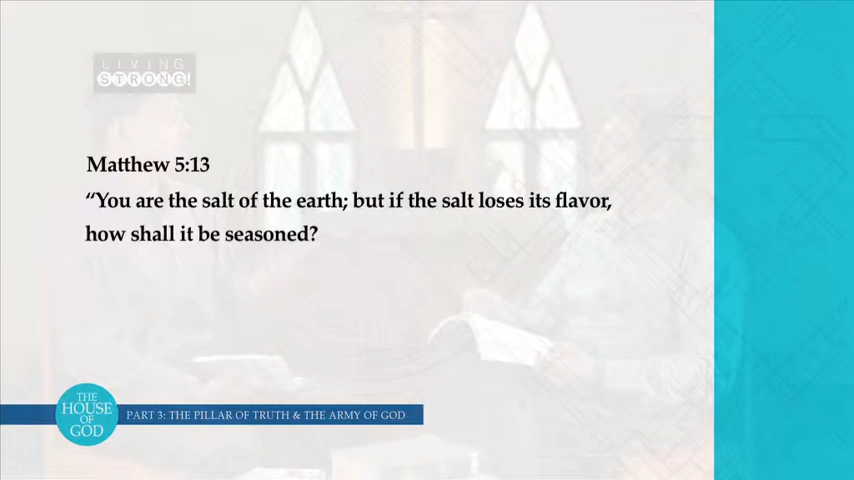 LIVING
STRONG!
Matthew 5:13
“You are the salt of the earth; but if the salt loses its flavor,
how shall it be seasoned?
THE
HOUSE
OF
GOD
PART 3: THE PILLAR OF TRUTH & THE ARMY OF GOD